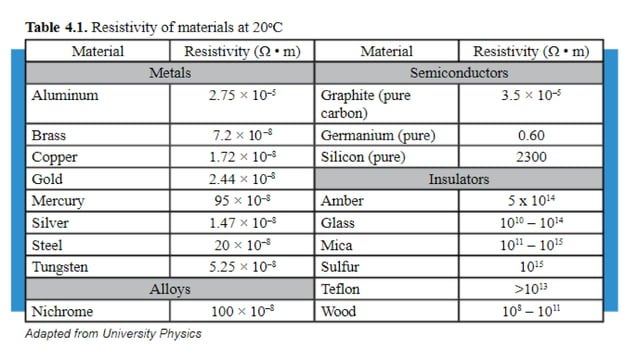 Table 4.1. Resistivity of materials at 20°C
Material Resistivity (Ω • m) Material Resistivity (Ω • m)
Metals Semiconductors
Aluminum 2.75 × 10⁻⁵ Graphite (pure 3.5 × 10⁻⁵
carbon)
Brass 7.2 × 10⁻⁸ Germanium (pure) 0.60
Copper 1.72 × 10⁻⁸ Silicon (pure) 2300
Gold 2.44 × 10⁻⁸ Insulators
Mercury 95 × 10⁻⁸ Amber 5 x 10¹⁴
Silver 1.47 × 10⁻⁸ Glass 10¹⁰ – 10¹⁴
Steel 20 × 10⁻⁸ Mica 10¹¹ – 10¹⁵
Tungsten 5.25 × 10⁻⁸ Sulfur 10¹⁵
Alloys Teflon >10¹³
Nichrome 100 × 10⁻⁸ Wood 10⁸ – 10¹¹
Adapted from University Physics